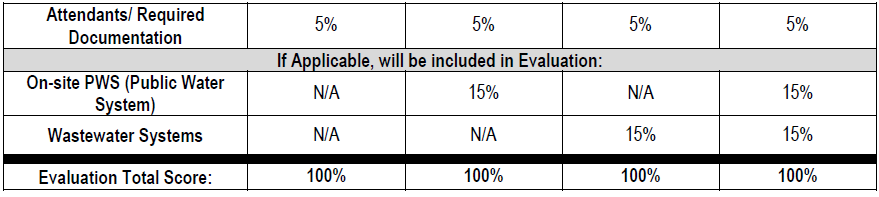 Attendants/ Required
Documentation 5% 5% 5% 5%
If Applicable, will be included in Evaluation:
On-site PWS (Public Water
System) N/A 15% N/A 15%
Wastewater Systems N/A N/A 15% 15%
Evaluation Total Score: 100% 100% 100% 100%